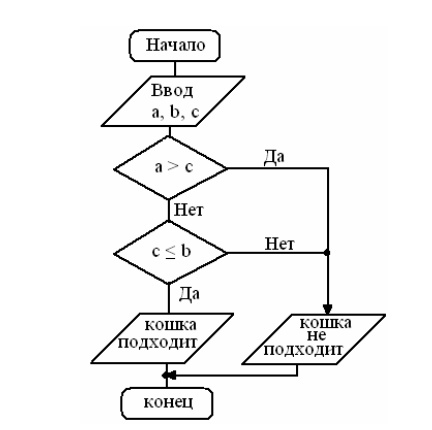 Начало
Ввод
a, b, c
a > c
Да
Нет
c ≤ b
Нет
Да
кошка
подходит
кошка
не
подходит
конец